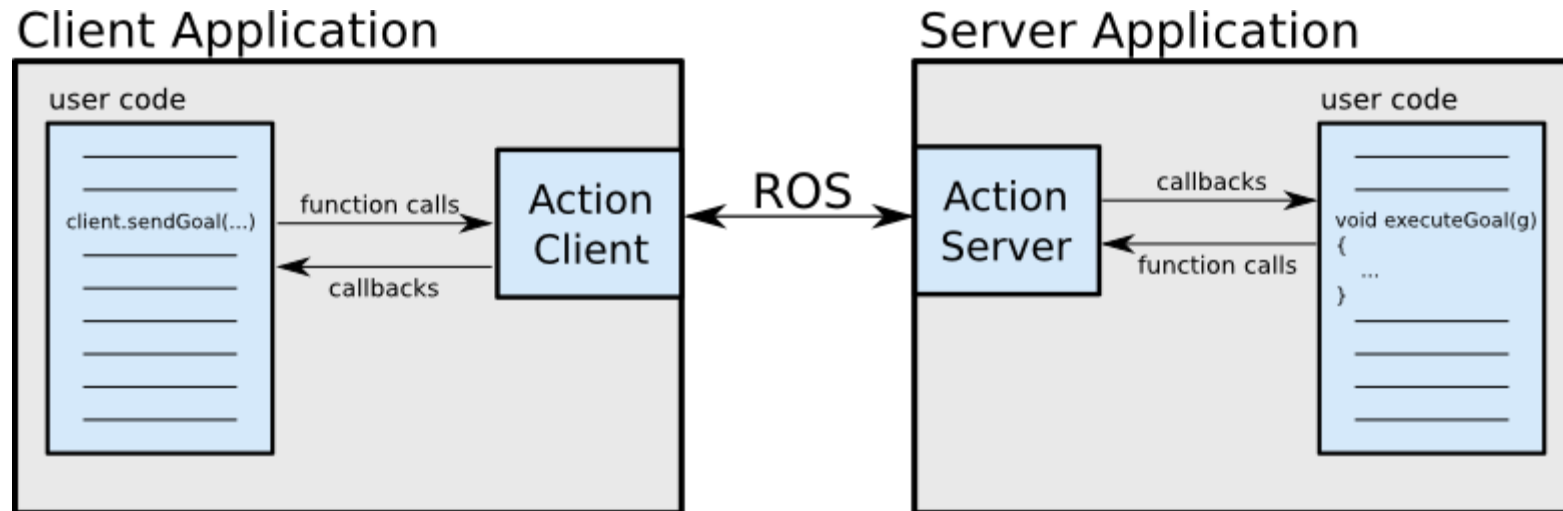 Client Application
user code
client.sendGoal(...)
function calls
callbacks
Action
Client
ROS
Server Application
Action
Server
callbacks
function calls
user code
void executeGoal(g)
{
...
}